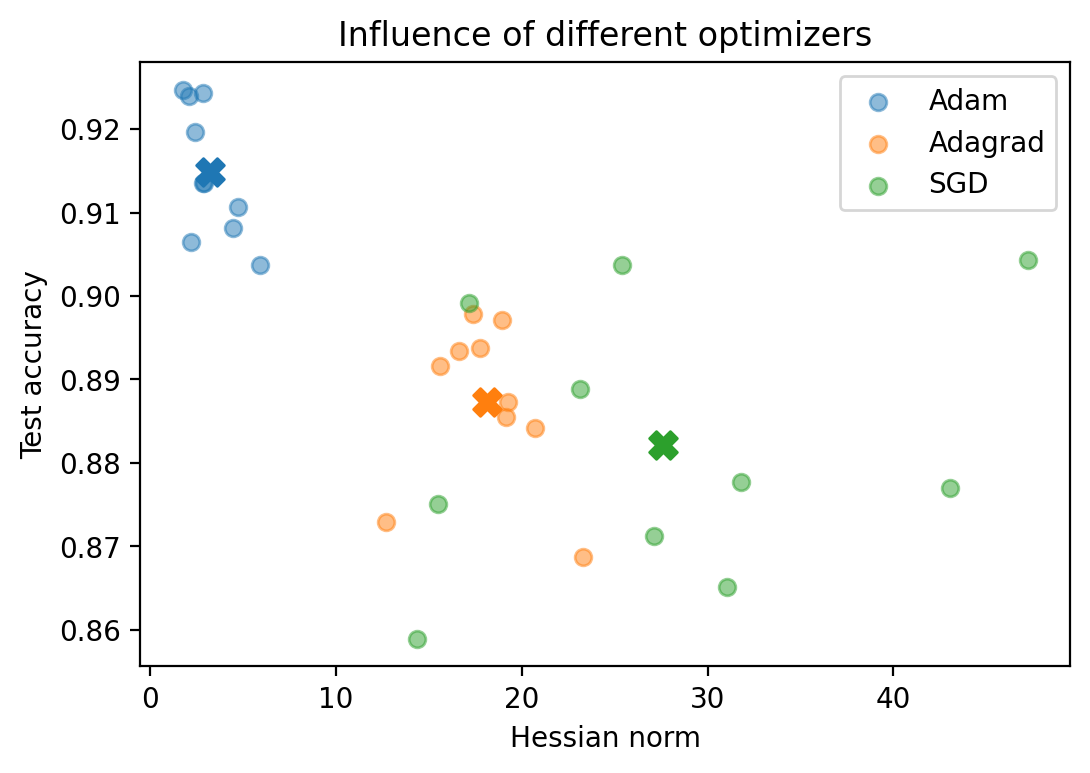 Influence of different optimizers
Adam
Adagrad
SGD
Test accuracy
0.92
0.91
0.90
0.89
0.88
0.87
0.86
0
10
20
30
40
Hessian norm